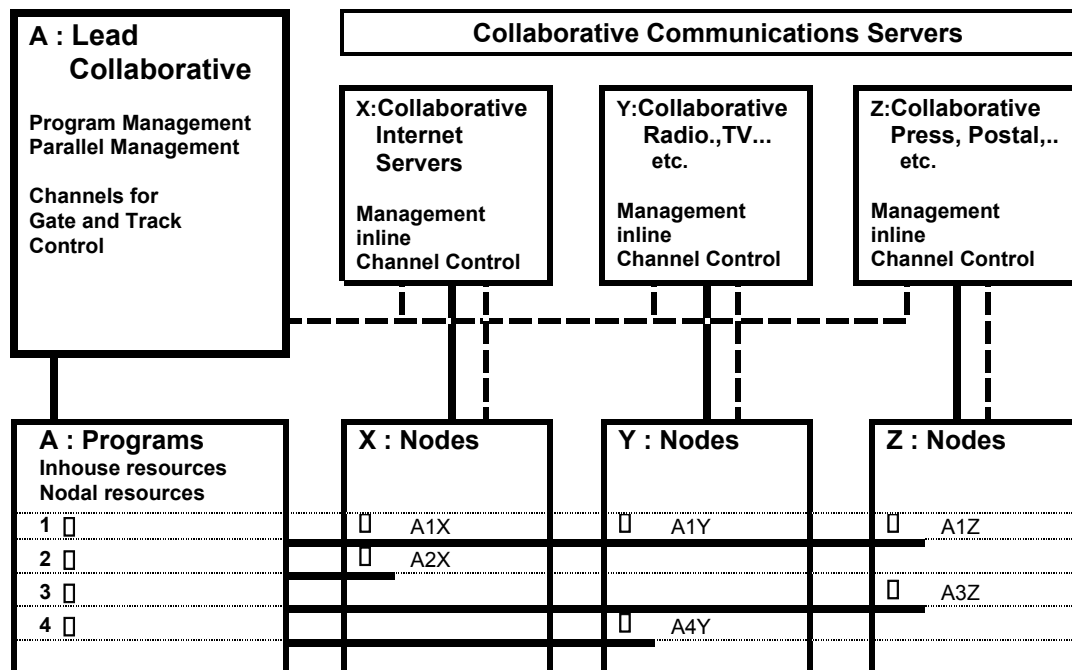 A : Lead
Collaborative
Program Management
Parallel Management
Channels for
Gate and Track
Control
Collaborative Communications Servers
X:Collaborative
Internet
Servers
Management
inline
Channel Control
Y:Collaborative
Radio.,TV...
etc.
Management
inline
Channel Control
Z:Collaborative
Press, Postal,..
etc.
Management
inline
Channel Control
A : Programs
Inhouse resources
Nodal resources
X : Nodes
Y : Nodes
Z : Nodes
1 A1X A1Y A1Z
2 A2X
3 A3Z
4 A4Y